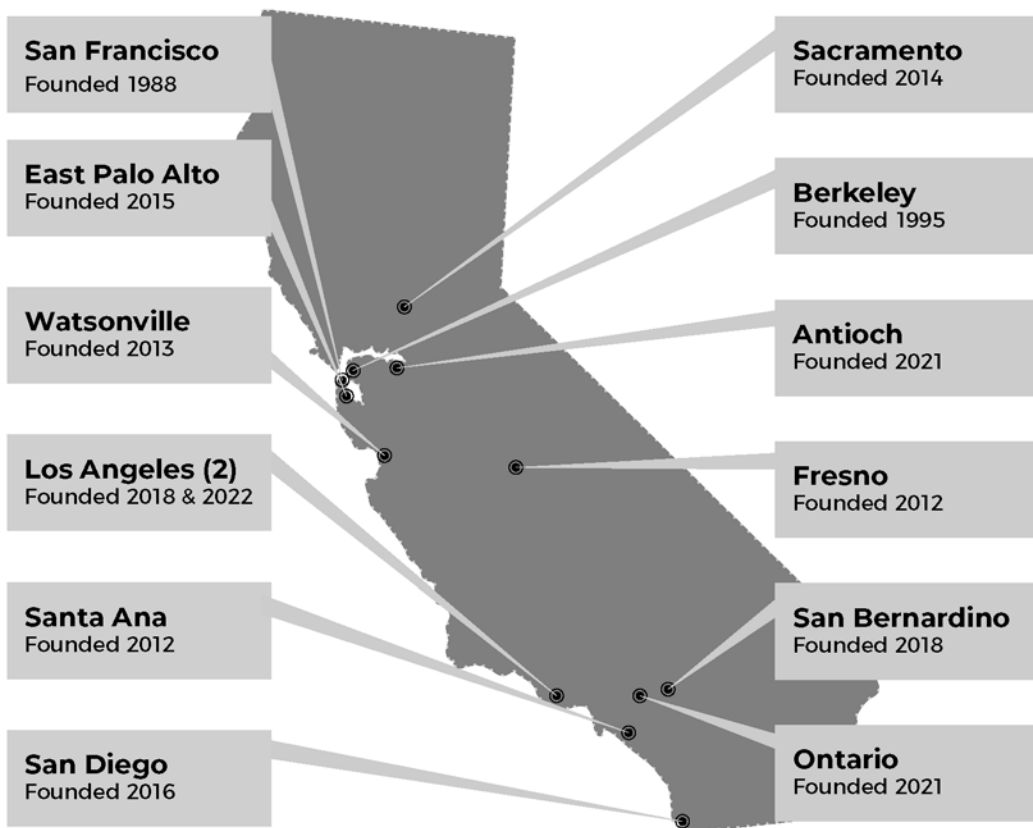 San Francisco
Founded 1988
East Palo Alto
Founded 2015
Watsonville
Founded 2013
Los Angeles (2)
Founded 2018 & 2022
Santa Ana
Founded 2012
San Diego
Founded 2016
Sacramento
Founded 2014
Berkeley
Founded 1995
Antioch
Founded 2021
Fresno
Founded 2012
San Bernardino
Founded 2018
Ontario
Founded 2021